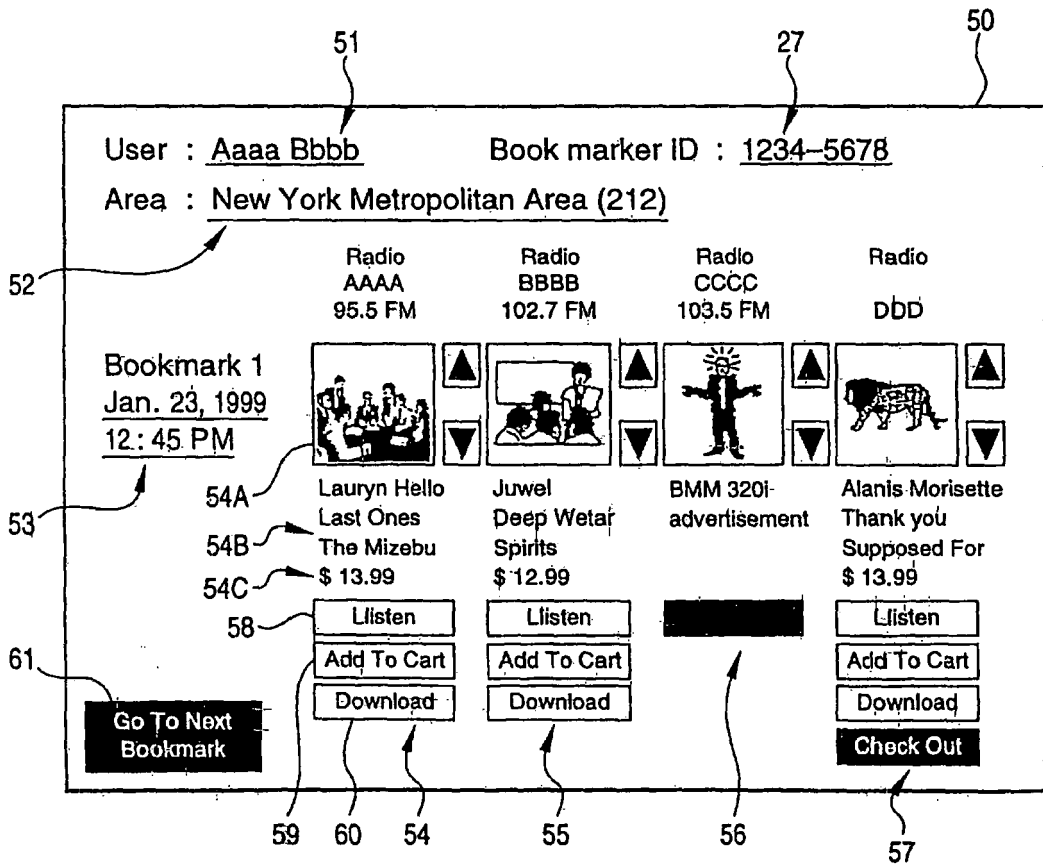 50
51
27
User : Aaaa Bbbb Book marker ID : 1234–5678
Area : New York Metropolitan Area (212)
52
Radio Radio Radio Radio
AAAA BBBB CCCC
95.5 FM 102.7 FM 103.5 FM DDD
Bookmark 1
Jan. 23, 1999
12 : 45 PM
53
54A
Lauryn Hello Juwel BMM 320i- Alanis Morisette
54B Last Ones Deep Wetar advertisement Thank you
The Mizebu Spirits Supposed For
54C $ 13.99 $ 12.99 $ 13.99
58 Llisten Llisten Llisten
Add To Cart Add To Cart Add To Cart
61 Download Download Download
Go To Next
Bookmark
Check Out
59 60 54 55 56 57